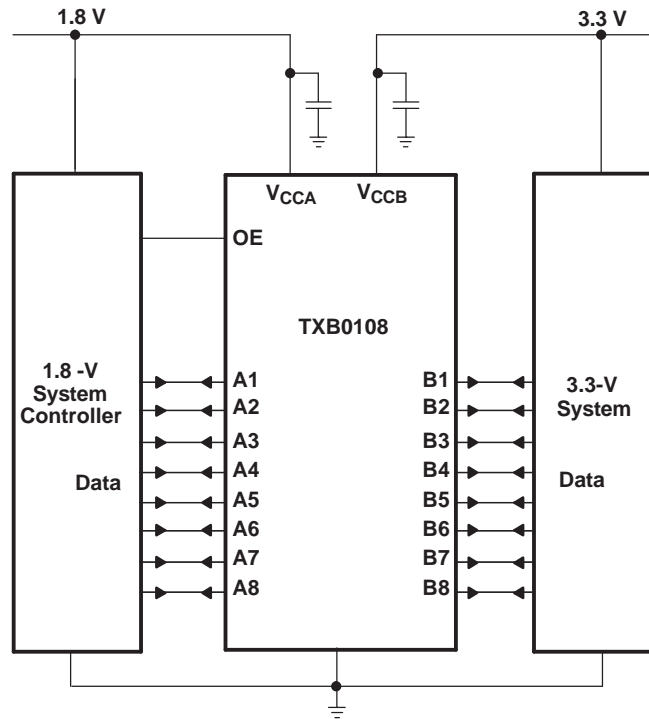 1.8 V
3.3 V
VCCA
VCCB
OE
TXB0108
1.8 -V
System
Controller
Data
A1
A2
A3
A4
A5
A6
A7
A8
B1
B2
B3
B4
B5
B6
B7
B8
3.3-V
System
Data